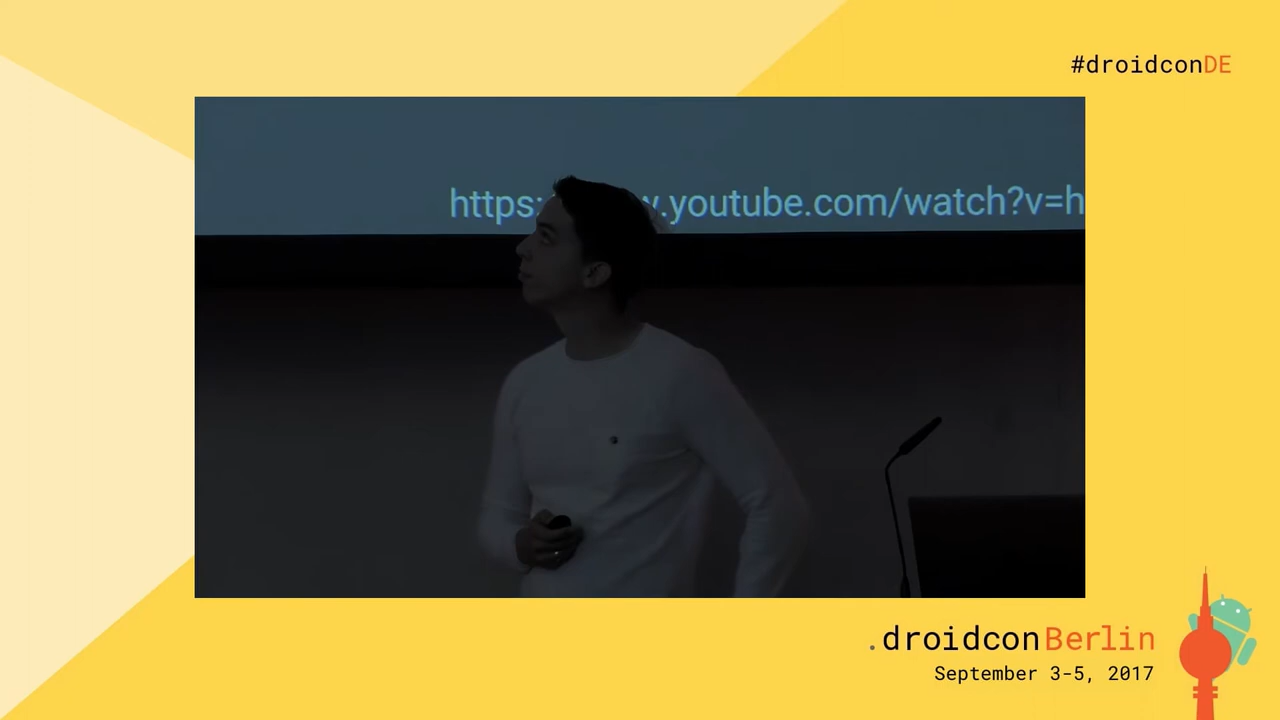 #droidconDE
https: w.youtube.com/watch?v=h
.droidconBerlin
September 3-5, 2017